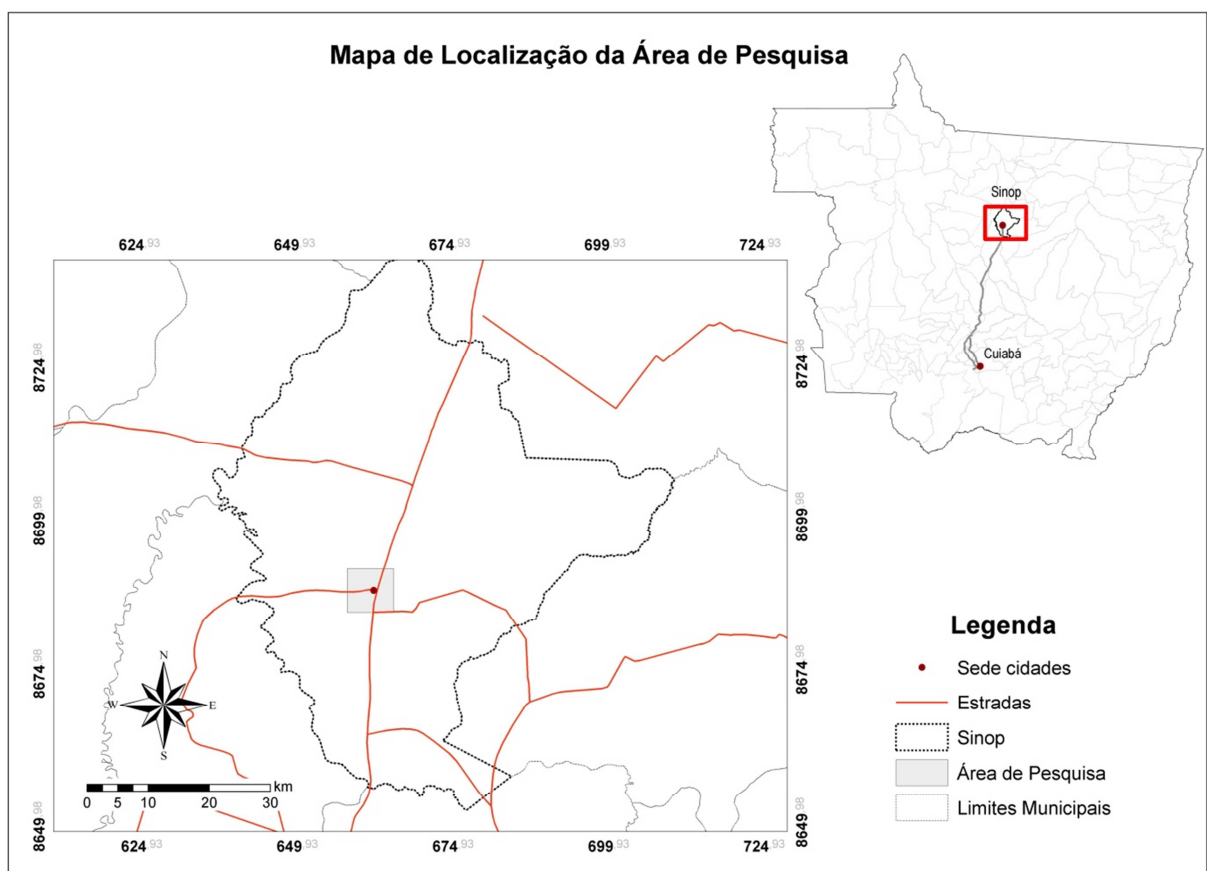 Mapa de Localização da Área de Pesquisa
Sinop
Cuiabá
624,93 649,93 674,93 699,93 724,93
8724,98 8724,98
8699,98 8699,98
8674,98 8674,98
8649,98 8649,98
N
W E
S
0 5 10 20 30 km
624,93 649,93 674,93 699,93 724,93
Legenda
Sede cidades
Estradas
Sinop
Área de Pesquisa
Limites Municipais